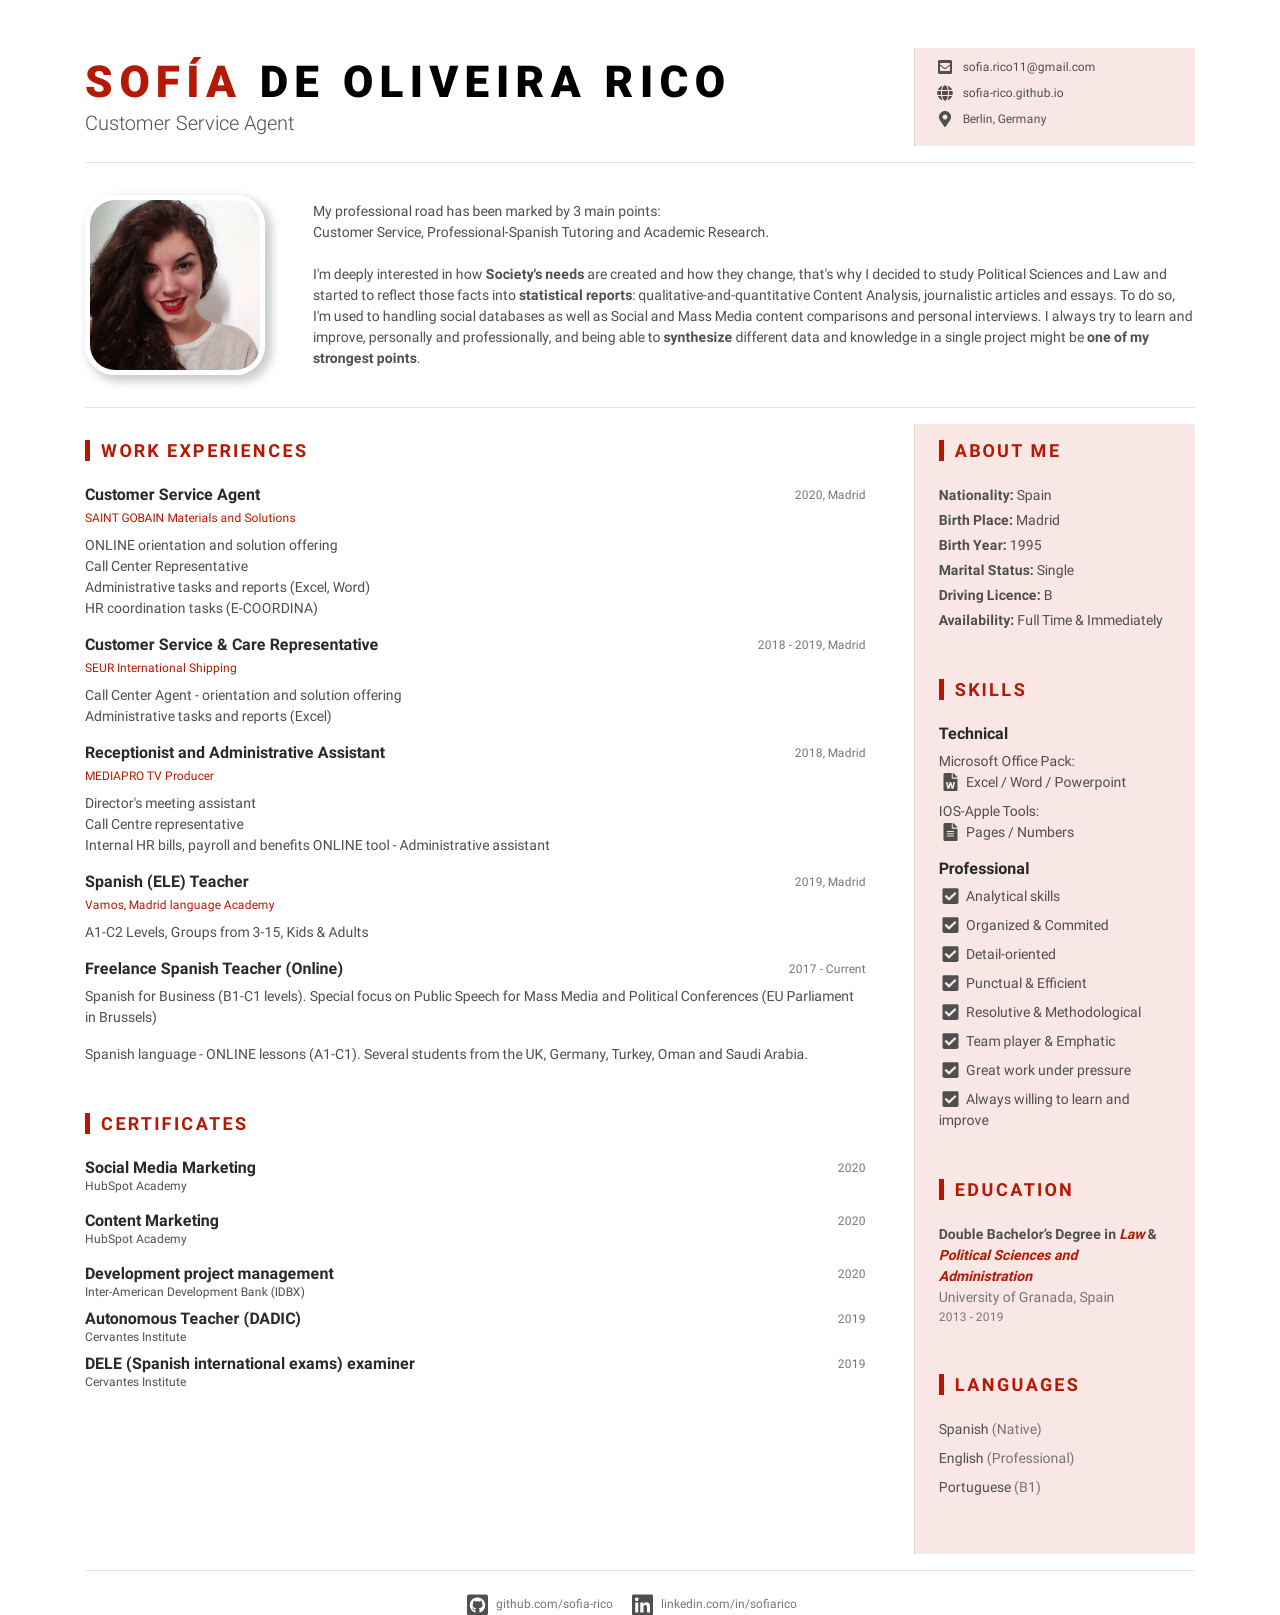 SOFÍA DE OLIVEIRA RICO
Customer Service Agent
sofia.rico11@gmail.com
sofia-rico.github.io
Berlin, Germany
My professional road has been marked by 3 main points:
Customer Service, Professional-Spanish Tutoring and Academic Research.
I'm deeply interested in how Society's needs are created and how they change, that's why I decided to study Political Sciences and Law and
started to reflect those facts into statistical reports: qualitative-and-quantitative Content Analysis, journalistic articles and essays. To do so,
I'm used to handling social databases as well as Social and Mass Media content comparisons and personal interviews. I always try to learn and
improve, personally and professionally, and being able to synthesize different data and knowledge in a single project might be one of my
strongest points.
WORK EXPERIENCES
Customer Service Agent 2020, Madrid
SAINT GOBAIN Materials and Solutions
ONLINE orientation and solution offering
Call Center Representative
Administrative tasks and reports (Excel, Word)
HR coordination tasks (E-COORDINA)
Customer Service & Care Representative 2018 - 2019, Madrid
SEUR International Shipping
Call Center Agent - orientation and solution offering
Administrative tasks and reports (Excel)
Receptionist and Administrative Assistant 2018, Madrid
MEDIAPRO TV Producer
Director's meeting assistant
Call Centre representative
Internal HR bills, payroll and benefits ONLINE tool - Administrative assistant
Spanish (ELE) Teacher 2019, Madrid
Vamos, Madrid language Academy
A1-C2 Levels, Groups from 3-15, Kids & Adults
Freelance Spanish Teacher (Online) 2017 - Current
Spanish for Business (B1-C1 levels). Special focus on Public Speech for Mass Media and Political Conferences (EU Parliament
in Brussels)
Spanish language - ONLINE lessons (A1-C1). Several students from the UK, Germany, Turkey, Oman and Saudi Arabia.
CERTIFICATES
Social Media Marketing 2020
HubSpot Academy
Content Marketing 2020
HubSpot Academy
Development project management 2020
Inter-American Development Bank (IDBX)
Autonomous Teacher (DADIC) 2019
Cervantes Institute
DELE (Spanish international exams) examiner 2019
Cervantes Institute
ABOUT ME
Nationality: Spain
Birth Place: Madrid
Birth Year: 1995
Marital Status: Single
Driving Licence: B
Availability: Full Time & Immediately
SKILLS
Technical
Microsoft Office Pack:
Excel / Word / Powerpoint
IOS-Apple Tools:
Pages / Numbers
Professional
Analytical skills
Organized & Commited
Detail-oriented
Punctual & Efficient
Resolutive & Methodological
Team player & Emphatic
Great work under pressure
Always willing to learn and
improve
EDUCATION
Double Bachelor's Degree in Law &
Political Sciences and
Administration
University of Granada, Spain
2013 - 2019
LANGUAGES
Spanish (Native)
English (Professional)
Portuguese (B1)
github.com/sofia-rico linkedin.com/in/sofiarico